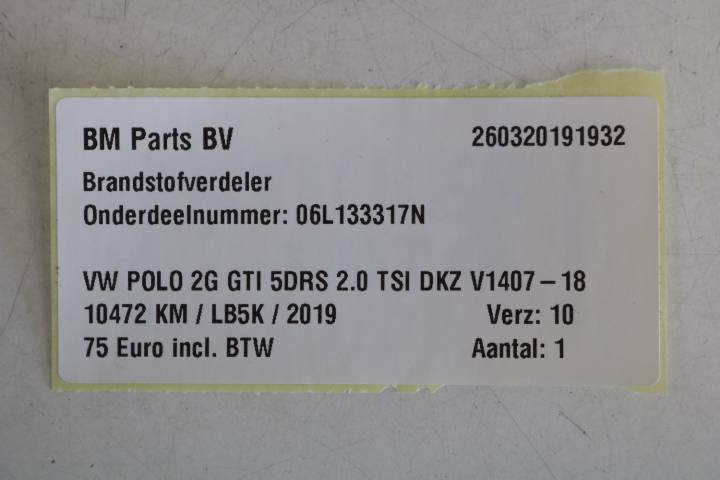 BM Parts BV 260320191932
Brandstofverdeler
Onderdeelnummer: 06L133317N
VW POLO 2G GTI 5DRS 2.0 TSI DKZ V1407 – 18
10472 KM / LB5K / 2019 Verz: 10
75 Euro incl. BTW Aantal: 1